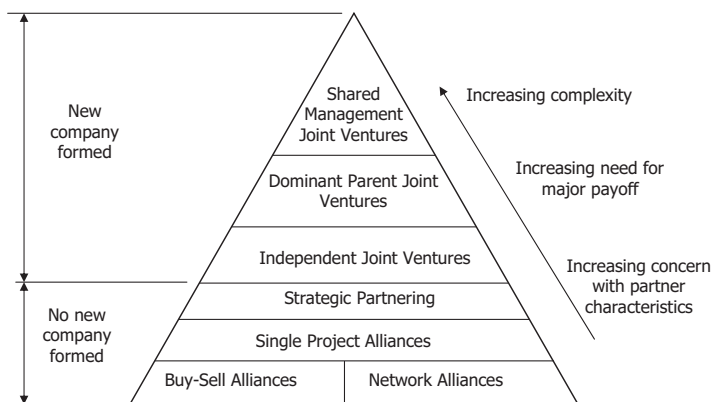 New
company
formed
No new
company
formed
Shared
Management
Joint Ventures
Dominant Parent Joint
Ventures
Independent Joint Ventures
Strategic Partnering
Single Project Alliances
Buy-Sell Alliances
Network Alliances
Increasing complexity
Increasing need for
major payoff
Increasing concern
with partner
characteristics